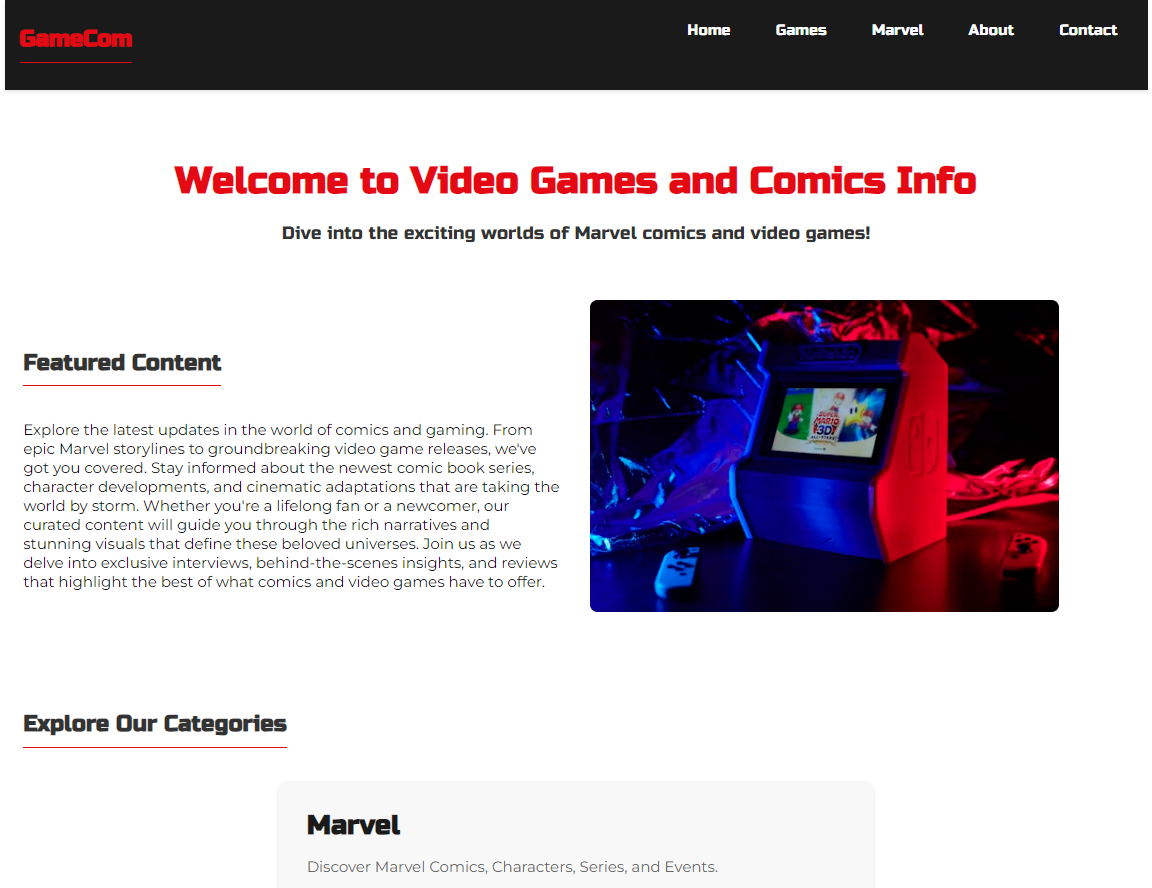 GameCom
Home Games Marvel About Contact
Welcome to Video Games and Comics Info
Dive into the exciting worlds of Marvel comics and video games!
Featured Content
Explore the latest updates in the world of comics and gaming. From
epic Marvel storylines to groundbreaking video game releases, we've
got you covered. Stay informed about the newest comic book series,
character developments, and cinematic adaptations that are taking the
world by storm. Whether you're a lifelong fan or a newcomer, our
curated content will guide you through the rich narratives and
stunning visuals that define these beloved universes. Join us as we
delve into exclusive interviews, behind-the-scenes insights, and reviews
that highlight the best of what comics and video games have to offer.
Nintendo
SUPER
MARIO
3D
ALL-STARS
Explore Our Categories
Marvel
Discover Marvel Comics, Characters, Series, and Events.